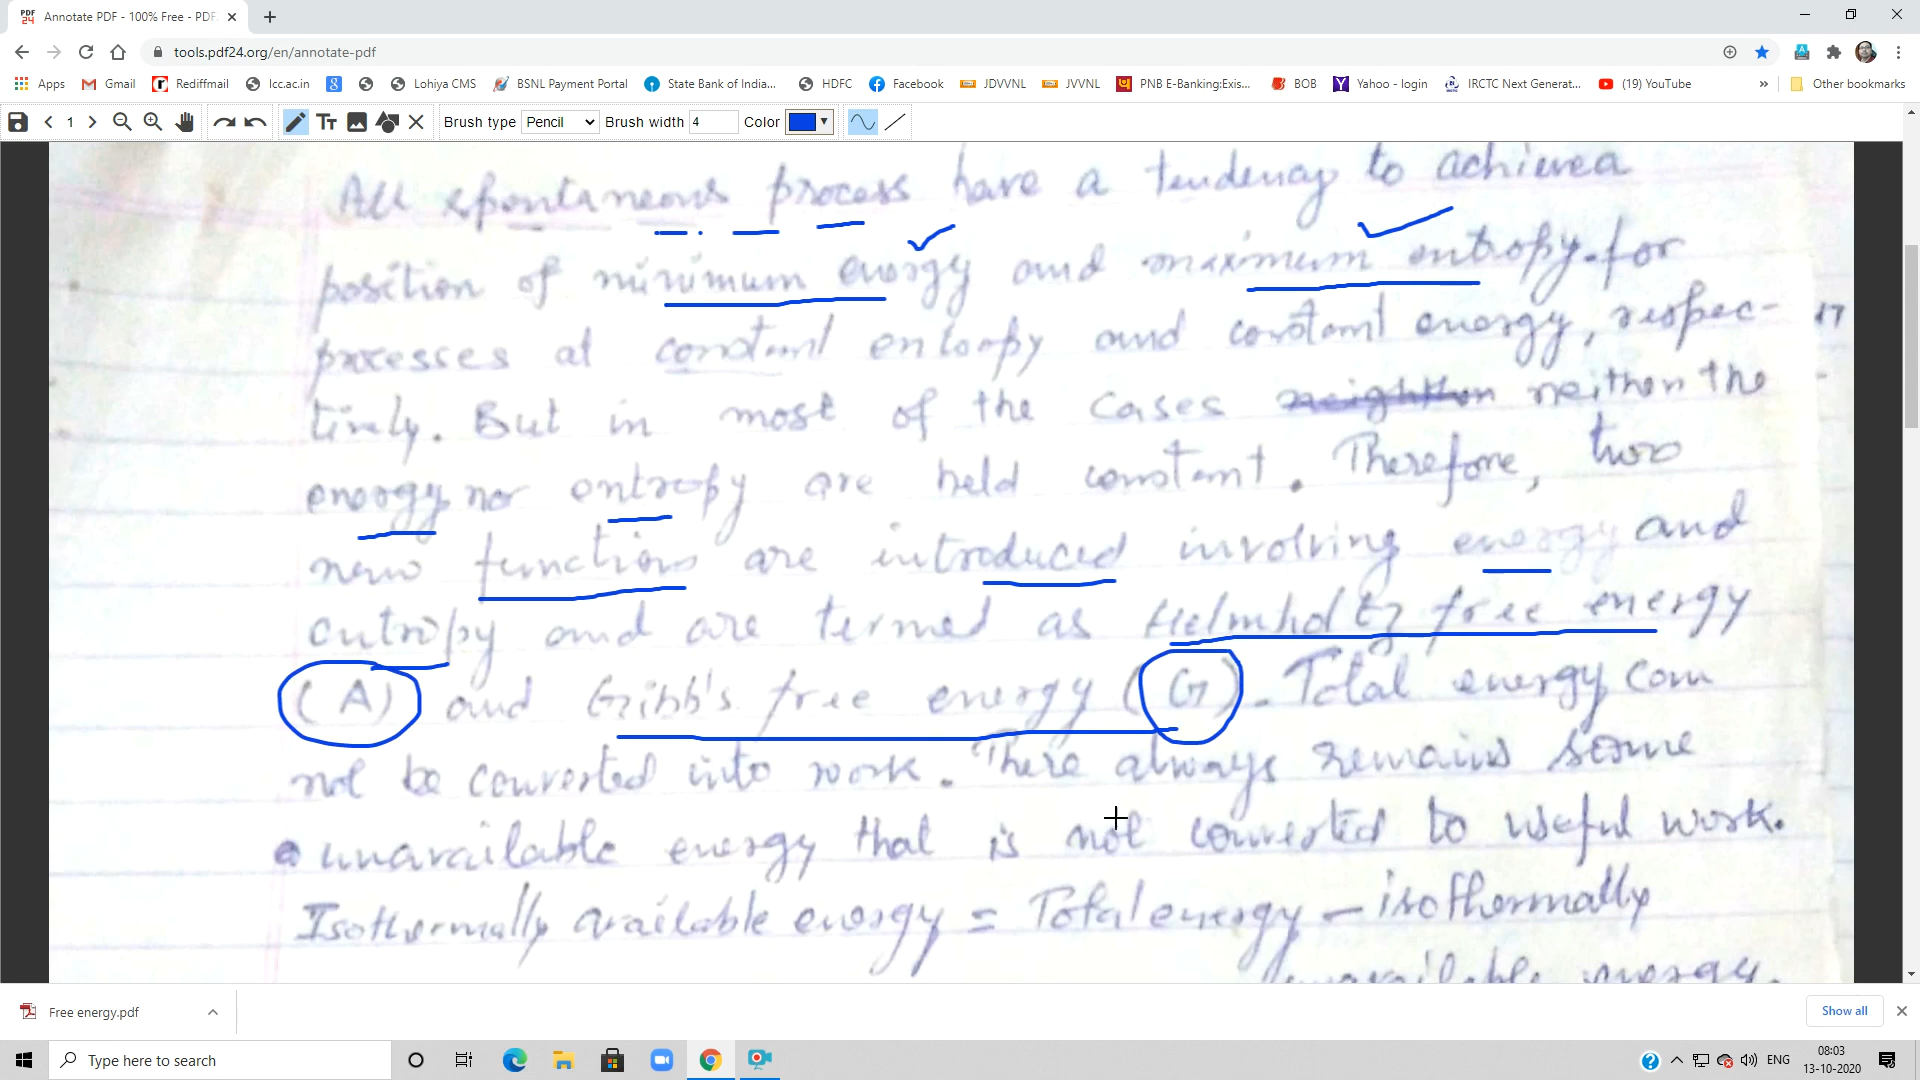 Annotate PDF - 100% Free - PDF
tools.pdf24.org/en/annotate-pdf
Apps Gmail Rediffmail lcc.ac.in Lohiya CMS BSNL Payment Portal State Bank of India... HDFC Facebook JDVVNL JVVNL PNB E-Banking:Exis... BOB Yahoo - login IRCTC Next Generat... (19) YouTube » Other bookmarks
1 Brush type Pencil Brush width 4 Color
All spontaneous process have a tendency to achieve a
position of minimum energy and maximum entropy. for
processes at constant entropy and constant energy, respec- 17
tively. But in most of the cases neither the -
energy nor entropy are held constant. Therefore, two
new functions are introduced involving energy and
entropy and are termed as Helmholtz free energy
(A) and Gibb's free energy (G). Total energy can
not be converted into work. There always remains some
unavailable energy that is not converted to useful work.
Isothermally available energy = Total energy - isothermally
unavailable energy.
Free energy.pdf Show all
Type here to search ENG 08:03
13-10-2020